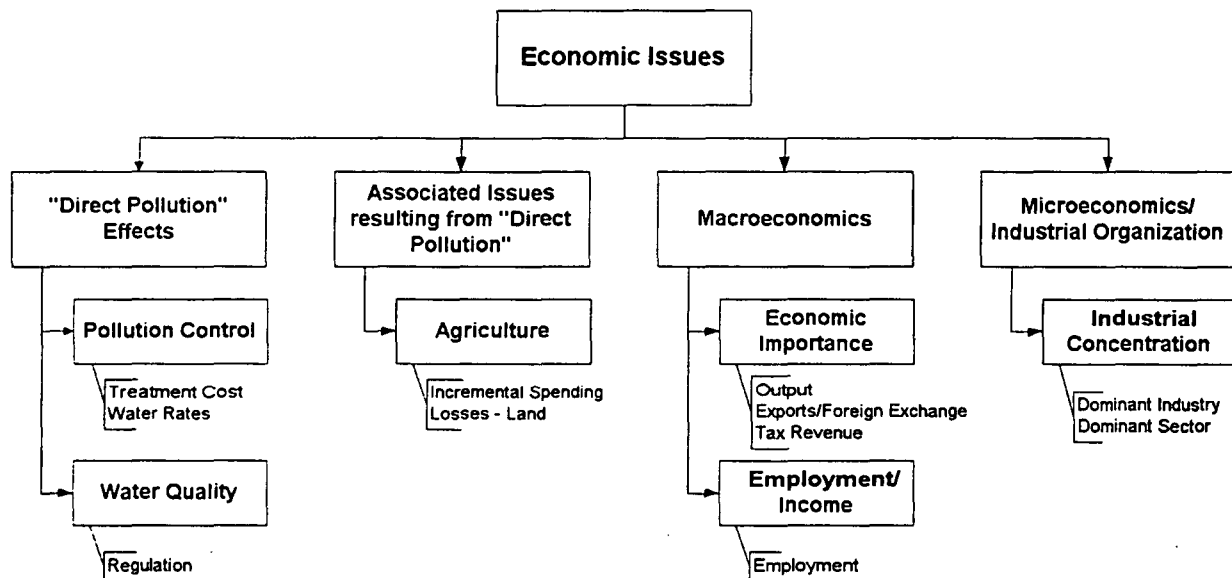 Economic Issues
"Direct Pollution"
Effects
Associated Issues
resulting from "Direct
Pollution"
Macroeconomics
Microeconomics/
Industrial Organization
Pollution Control
Treatment Cost
Water Rates
Water Quality
Regulation
Agriculture
Incremental Spending
Losses - Land
Economic
Importance
Output
Exports/Foreign Exchange
Tax Revenue
Employment/
Income
Employment
Industrial
Concentration
Dominant Industry
Dominant Sector